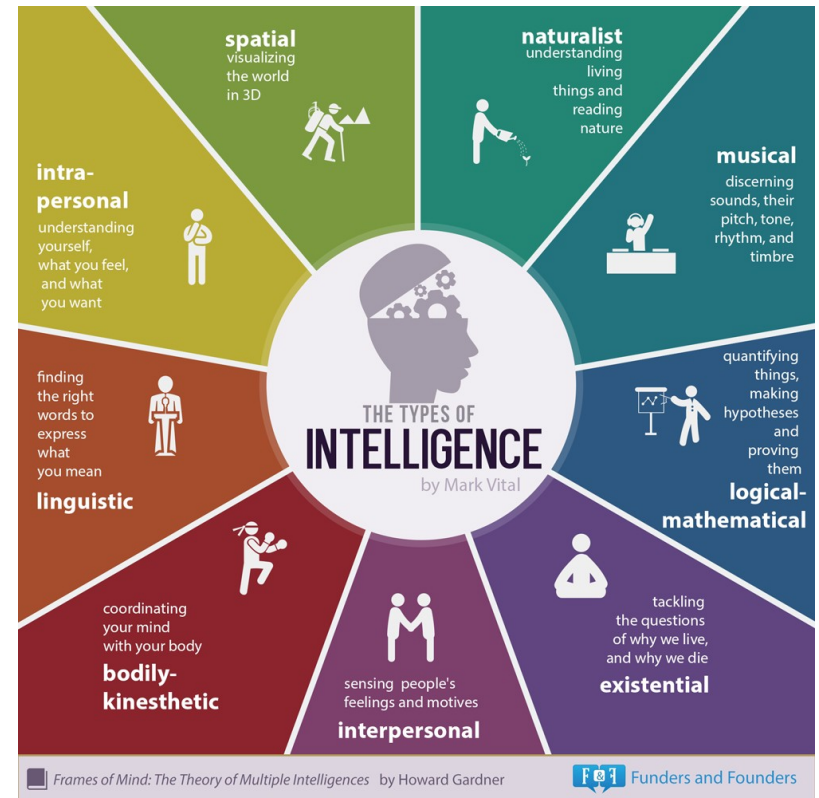 spatial
visualizing
the world
in 3D
naturalist
understanding
living
things and
reading
nature
musical
discerning
sounds, their
pitch, tone,
rhythm, and
timbre
quantifying
things,
making
hypotheses
and
proving
them
logical-
mathematical
tackling
the questions
of why we live,
and why we die
existential
sensing people's
feelings and motives
interpersonal
coordinating
your mind
with your body
bodily-
kinesthetic
finding
the right
words to
express
what
you mean
linguistic
intra-
personal
understanding
yourself,
what you feel,
and what
you want
THE TYPES OF
INTELLIGENCE
by Mark Vital
Frames of Mind: The Theory of Multiple Intelligences by Howard Gardner
F&F Funders and Founders